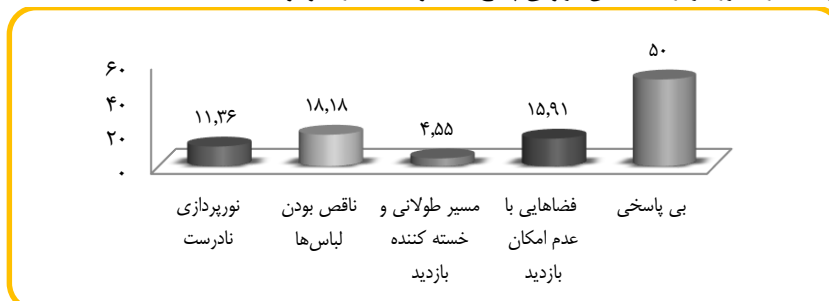 ۶۰
۴۰
۲۰
۰
۱۱,۳۶
۱۸,۱۸
۴,۵۵
۱۵,۹۱
۵۰
نورپردازی
نادرست
ناقص بودن
لباس‌ها
مسیر طولانی و
خسته کننده
بازدید
فضاهایی با
عدم امکان
بازدید
بی پاسخی